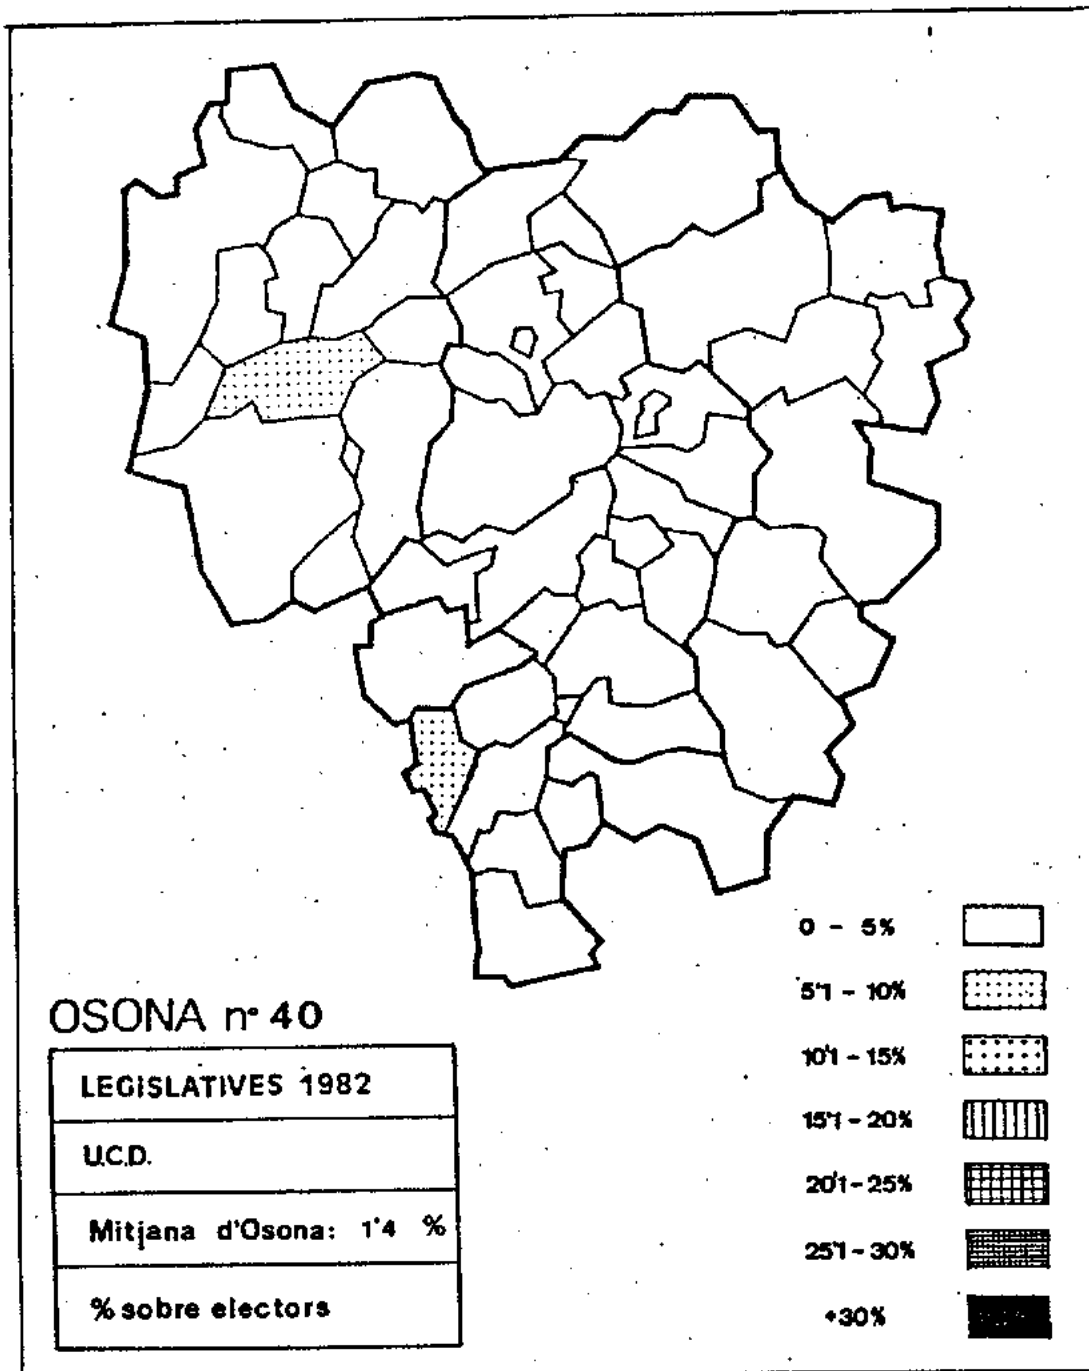 OSONA nº 40
LEGISLATIVES 1982
U.C.D.
Mitjana d'Osona: 1'4 %
% sobre electors
0 - 5%
5'1 - 10%
10'1 - 15%
15'1 - 20%
20'1 - 25%
25'1 - 30%
+30%